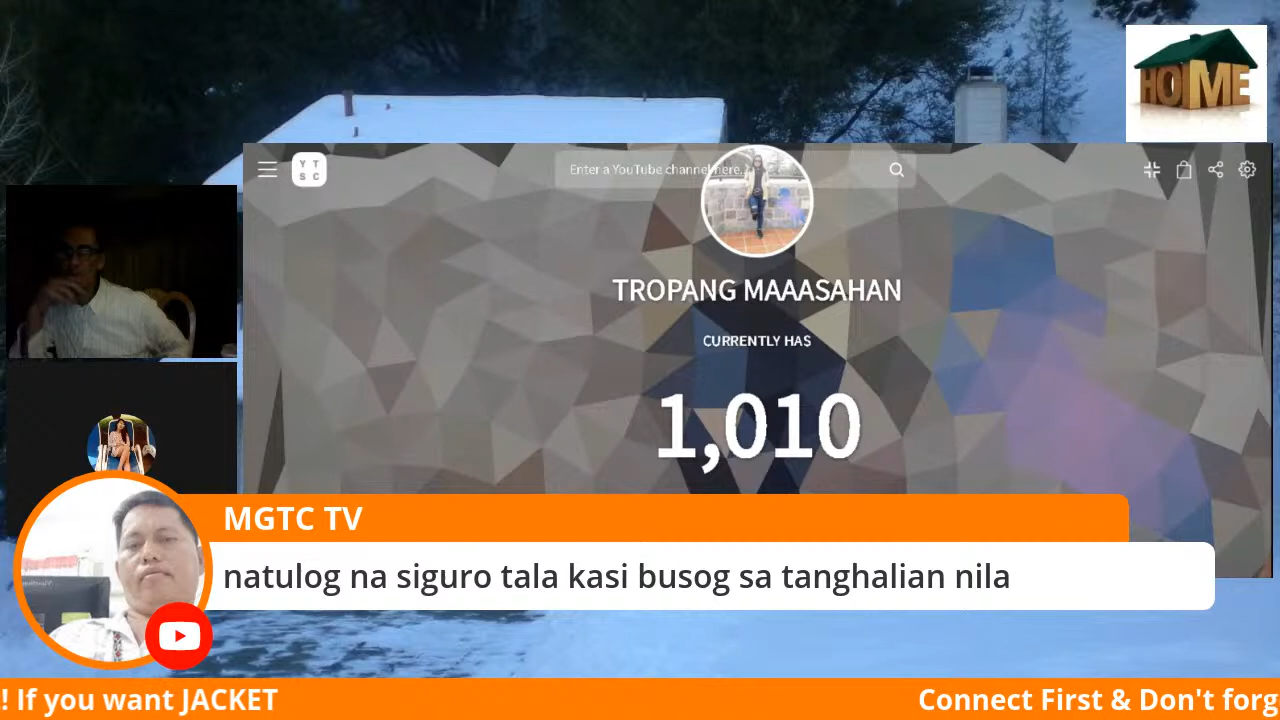 HOME
Y T
S C
Enter a YouTube channel here.
TROPANG MAAASAHAN
CURRENTLY HAS
1,010
MGTC TV
natulog na siguro tala kasi busog sa tanghalian nila
! If you want JACKET
Connect First & Don't forg